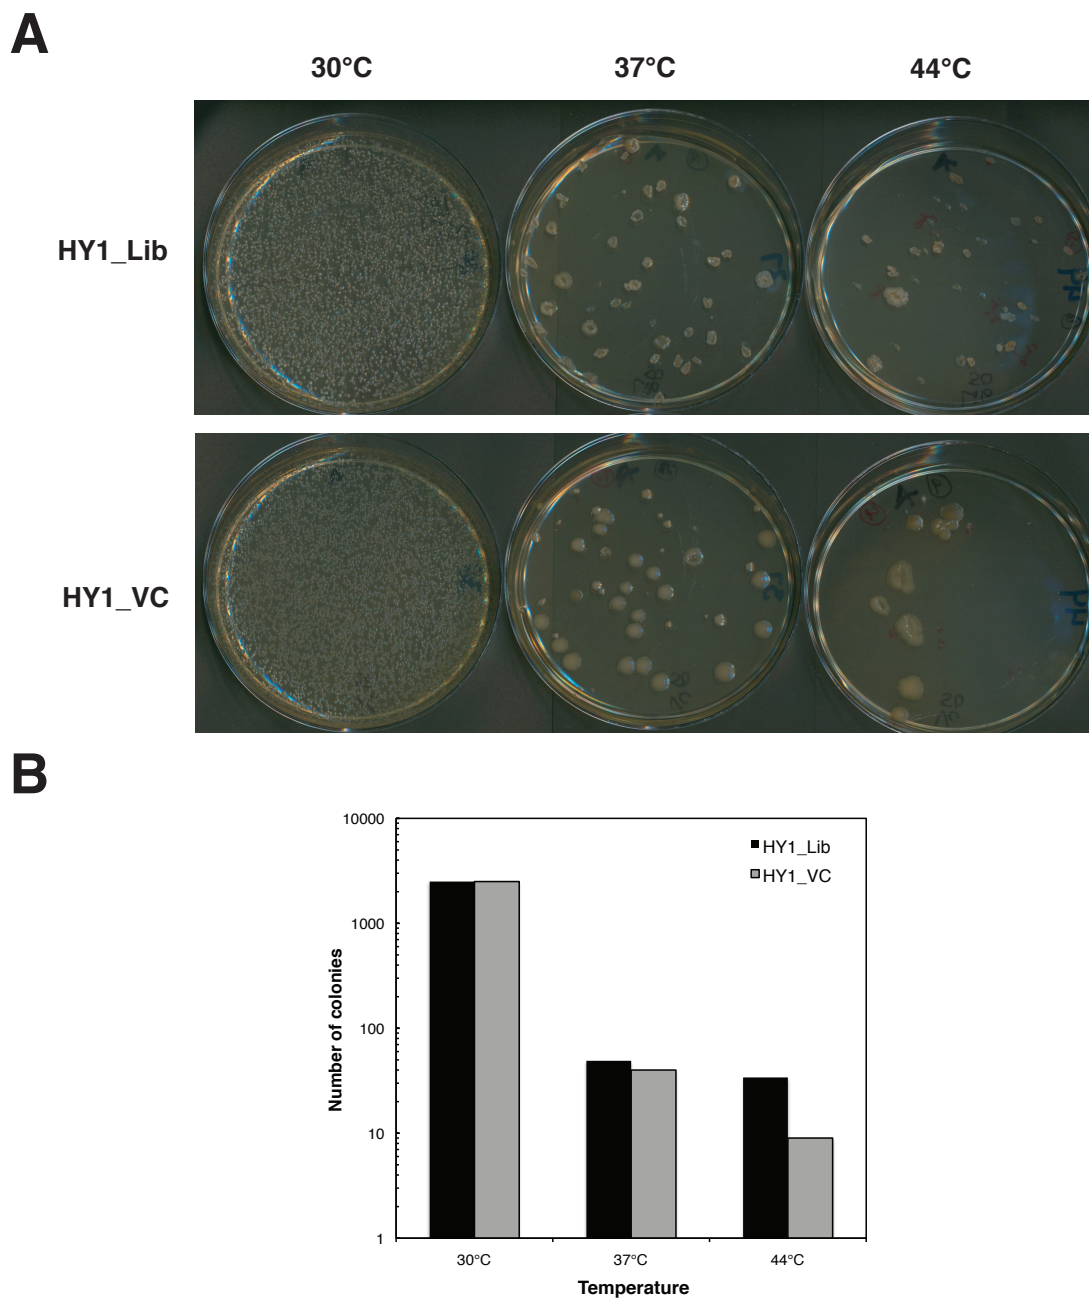 A
30°C 37°C 44°C
HY1_Lib
HY1_VC
B
10000
1000
100
10
1
HY1_Lib
HY1_VC
Number of colonies
30°C 37°C 44°C
Temperature